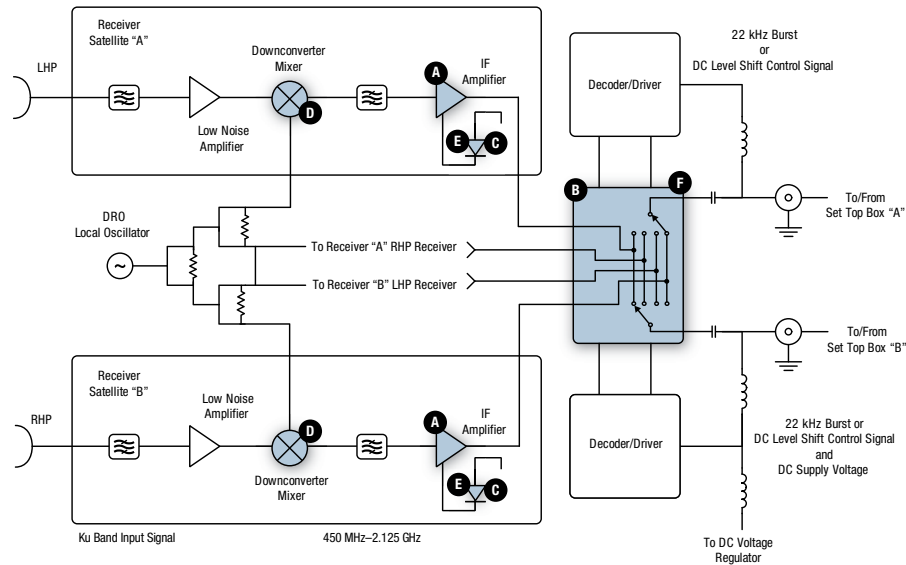 Receiver
Satellite “A”
LHP
Downconverter
Mixer
Low Noise
Amplifier
D
A
IF
Amplifier
E
C
Decoder/Driver
22 kHz Burst
or
DC Level Shift Control Signal
B
F
To/From
Set Top Box “A”
DRO
Local Oscillator
~
To Receiver “A” RHP Receiver
To Receiver “B” LHP Receiver
To/From
Set Top Box “B”
Receiver
Satellite “B”
RHP
Low Noise
Amplifier
D
Downconverter
Mixer
A
IF
Amplifier
E
C
Decoder/Driver
22 kHz Burst or
DC Level Shift Control Signal
and
DC Supply Voltage
To DC Voltage
Regulator
Ku Band Input Signal
450 MHz–2.125 GHz